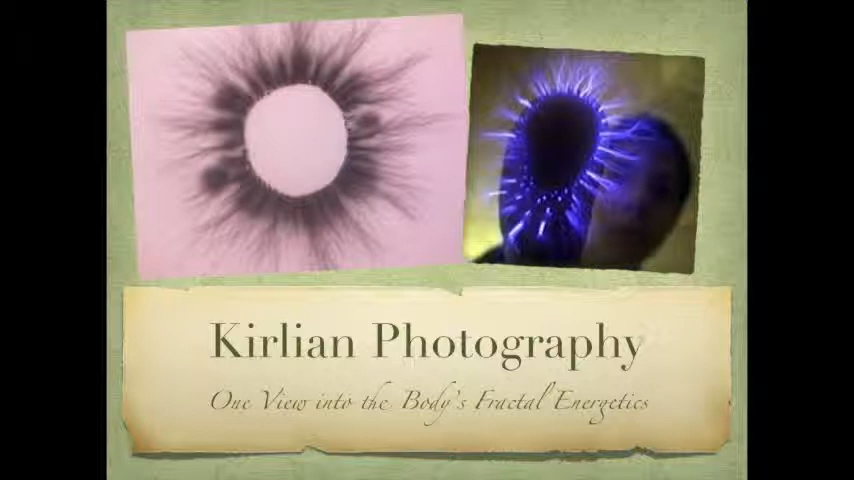 Kirlian Photography
One View into the Body's Fractal Energetics